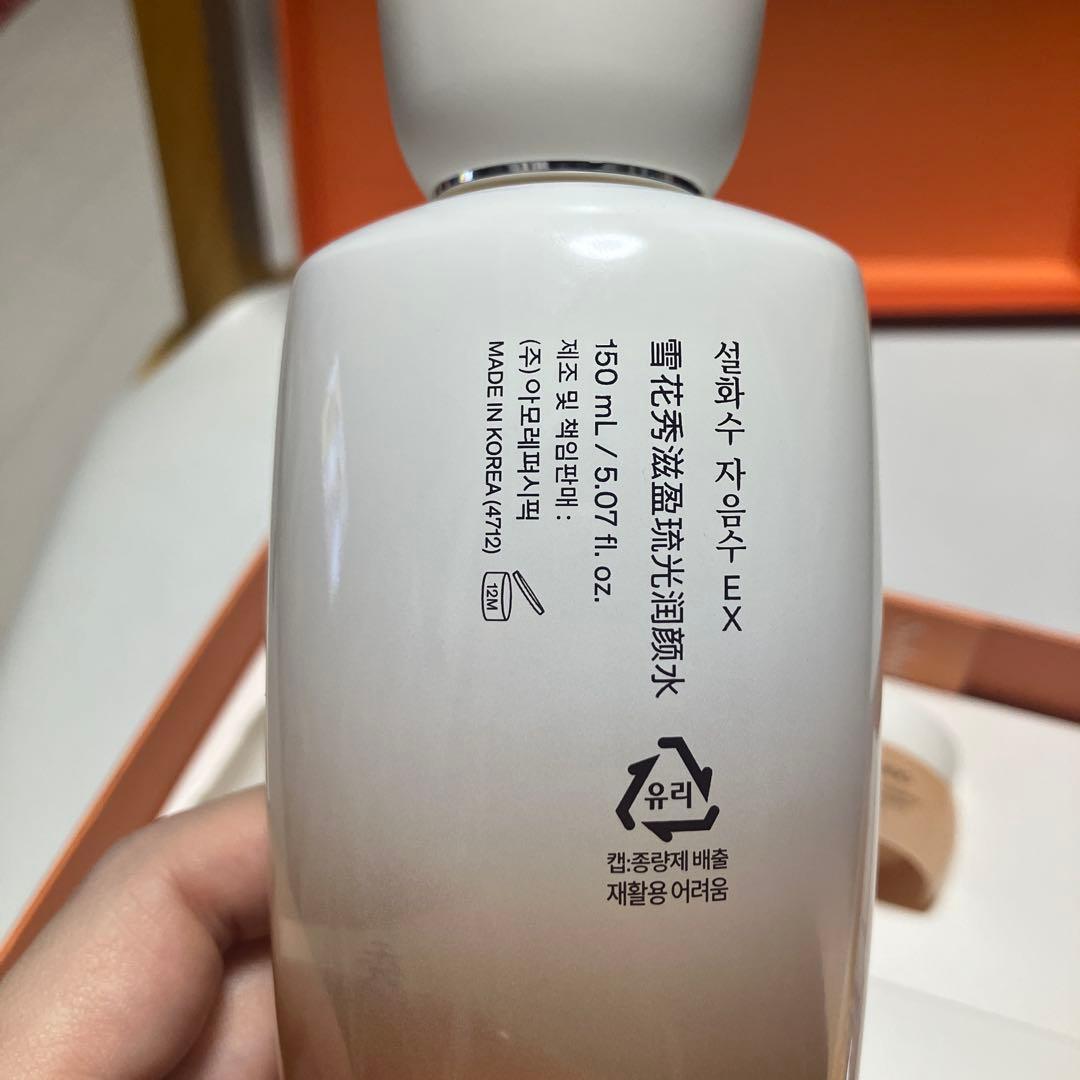 설화수 자음수 EX
雪花秀滋盈琉光润颜水
150 mL / 5.07 fl. oz.
제조 및 책임판매 :
(주)아모레퍼시픽
MADE IN KOREA (4712)
12M
유리
캡:종량제 배출
재활용 어려움